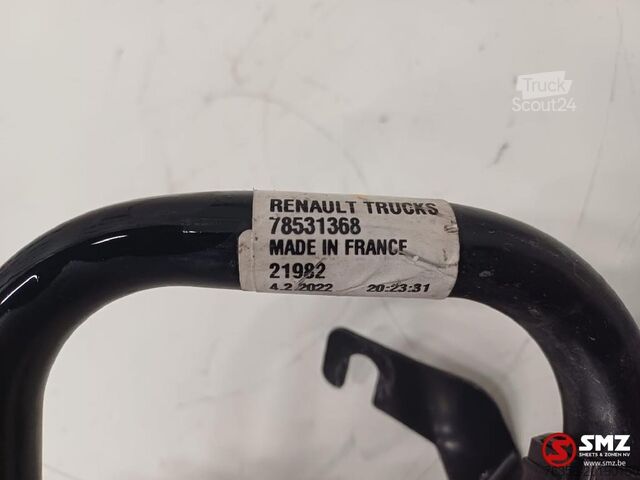 Truck
Scout24
RENAULT TRUCKS
78531368
MADE IN FRANCE
21982
4.2.2022 20:23:31
SMZ
SMEETS & ZONEN NV
www.smz.be